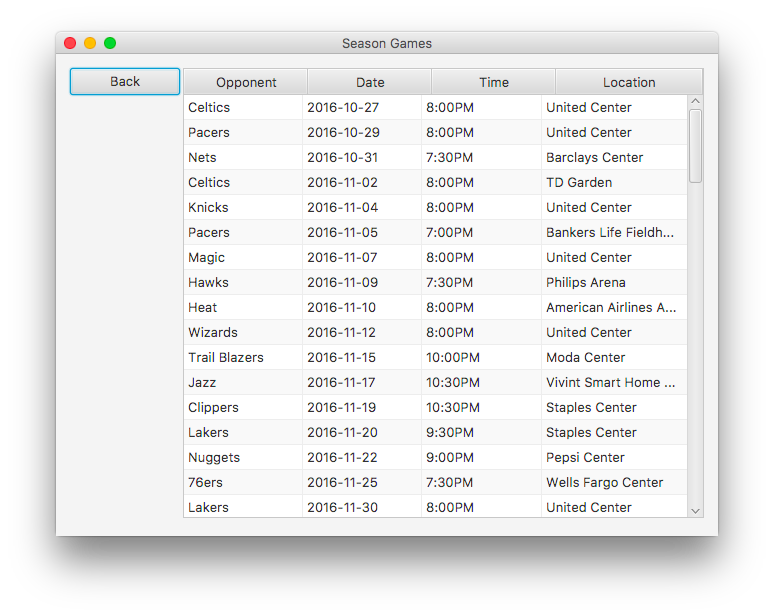 Season Games
Back
Opponent Date Time Location
Celtics 2016-10-27 8:00PM United Center
Pacers 2016-10-29 8:00PM United Center
Nets 2016-10-31 7:30PM Barclays Center
Celtics 2016-11-02 8:00PM TD Garden
Knicks 2016-11-04 8:00PM United Center
Pacers 2016-11-05 7:00PM Bankers Life Fieldh...
Magic 2016-11-07 8:00PM United Center
Hawks 2016-11-09 7:30PM Philips Arena
Heat 2016-11-10 8:00PM American Airlines A...
Wizards 2016-11-12 8:00PM United Center
Trail Blazers 2016-11-15 10:00PM Moda Center
Jazz 2016-11-17 10:30PM Vivint Smart Home ...
Clippers 2016-11-19 10:30PM Staples Center
Lakers 2016-11-20 9:30PM Staples Center
Nuggets 2016-11-22 9:00PM Pepsi Center
76ers 2016-11-25 7:30PM Wells Fargo Center
Lakers 2016-11-30 8:00PM United Center